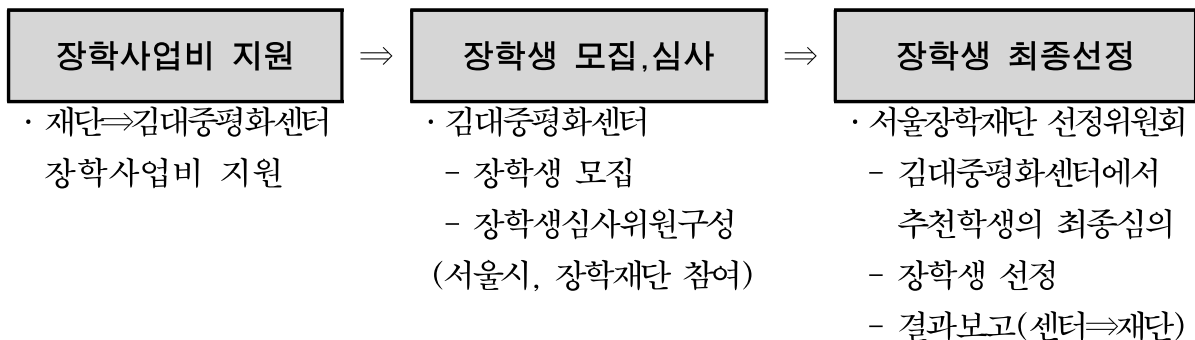 장학사업비 지원 ⇒ 장학생 모집,심사 ⇒ 장학생 최종선정
· 재단⇒김대중평화센터
장학사업비 지원
· 김대중평화센터
- 장학생 모집
- 장학생심사위원구성
(서울시, 장학재단 참여)
· 서울장학재단 선정위원회
- 김대중평화센터에서
추천학생의 최종심의
- 장학생 선정
- 결과보고(센터⇒재단)